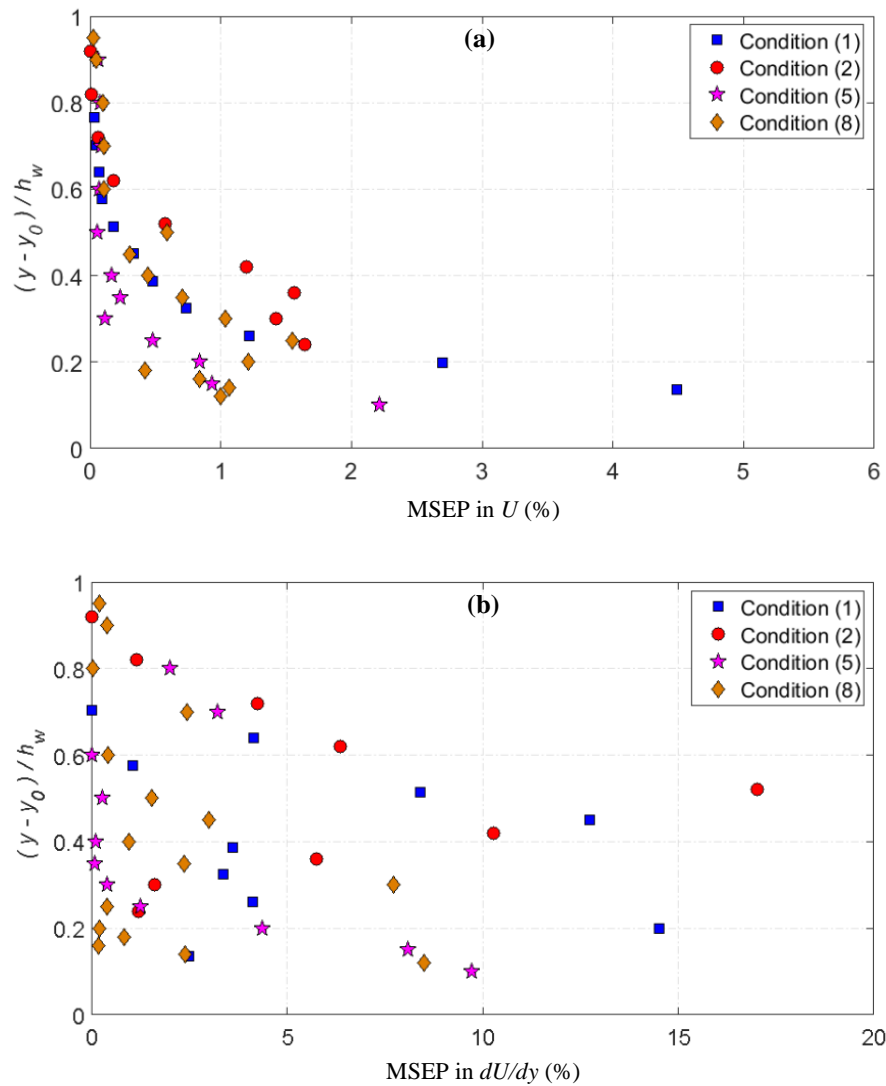 (a)
Condition (1)
Condition (2)
Condition (5)
Condition (8)
1
0.8
0.6
0.4
0.2
0
(y - y0) / hw
0 1 2 3 4 5 6
MSEP in U (%)
(b)
Condition (1)
Condition (2)
Condition (5)
Condition (8)
1
0.8
0.6
0.4
0.2
0
(y - y0) / hw
0 5 10 15 20
MSEP in dU/dy (%)